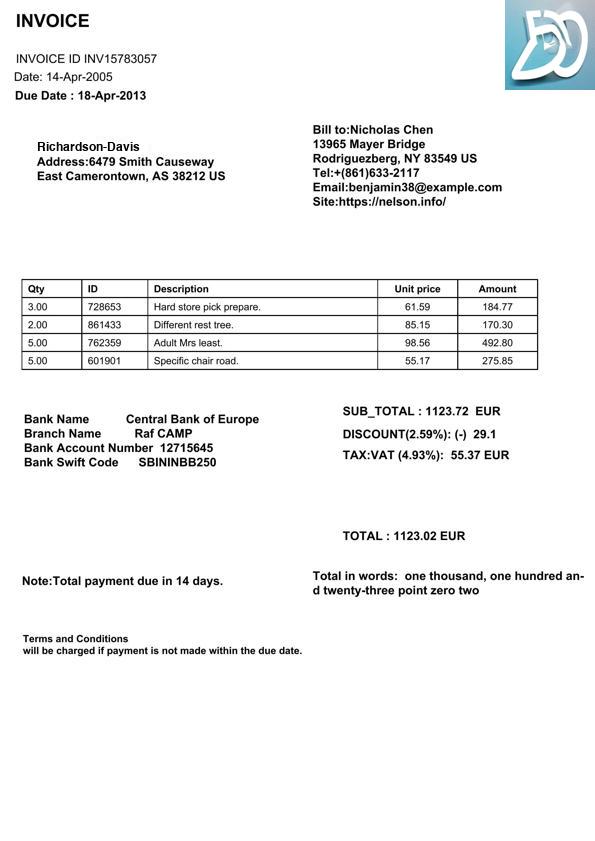 INVOICE
INVOICE ID INV15783057
Date: 14-Apr-2005
Due Date : 18-Apr-2013
Richardson-Davis
Address:6479 Smith Causeway
East Camerontown, AS 38212 US
Bill to:Nicholas Chen
13965 Mayer Bridge
Rodriguezberg, NY 83549 US
Tel:+(861)633-2117
Email:benjamin38@example.com
Site:https://nelson.info/
Qty ID Description Unit price Amount
3.00 728653 Hard store pick prepare. 61.59 184.77
2.00 861433 Different rest tree. 85.15 170.30
5.00 762359 Adult Mrs least. 98.56 492.80
5.00 601901 Specific chair road. 55.17 275.85
Bank Name Central Bank of Europe
Branch Name Raf CAMP
Bank Account Number 12715645
Bank Swift Code SBININBB250
SUB_TOTAL : 1123.72 EUR
DISCOUNT(2.59%): (-) 29.1
TAX:VAT (4.93%): 55.37 EUR
TOTAL : 1123.02 EUR
Note:Total payment due in 14 days.
Total in words: one thousand, one hundred an-
d twenty-three point zero two
Terms and Conditions
will be charged if payment is not made within the due date.